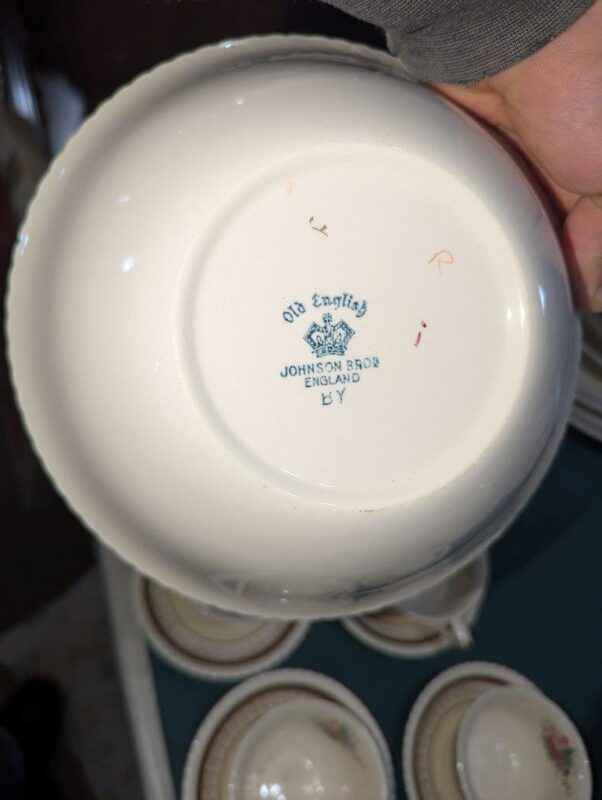 R
Old English
JOHNSON BROS
ENGLAND
BY